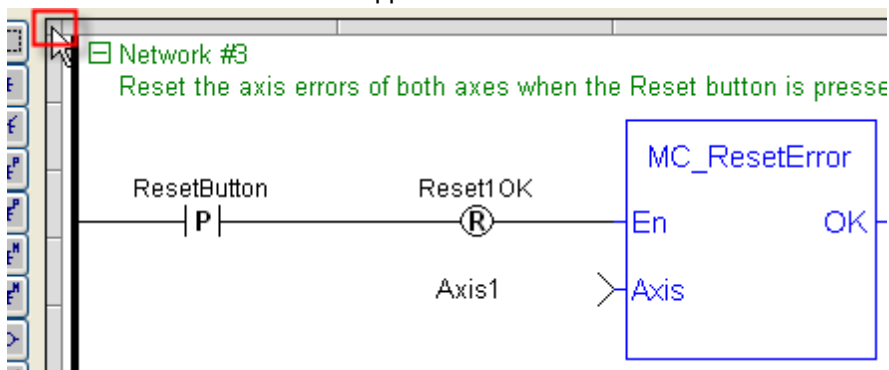 Network #3
Reset the axis errors of both axes when the Reset button is presse
MC_ResetError
ResetButton
Reset1OK
P
R
En
OK
Axis1
Axis